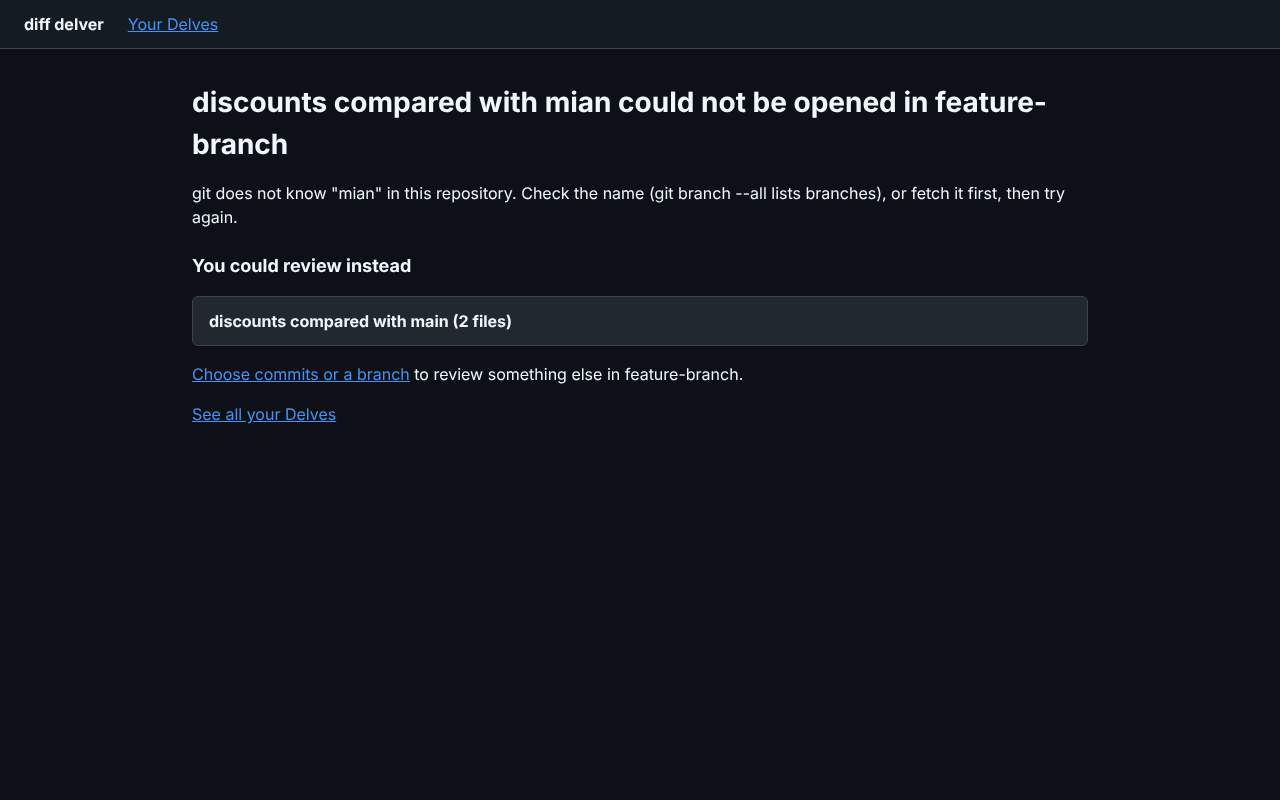 diff delver
Your Delves
discounts compared with mian could not be opened in feature-
branch
git does not know "mian" in this repository. Check the name (git branch --all lists branches), or fetch it first, then try
again.
You could review instead
discounts compared with main (2 files)
Choose commits or a branch to review something else in feature-branch.
See all your Delves